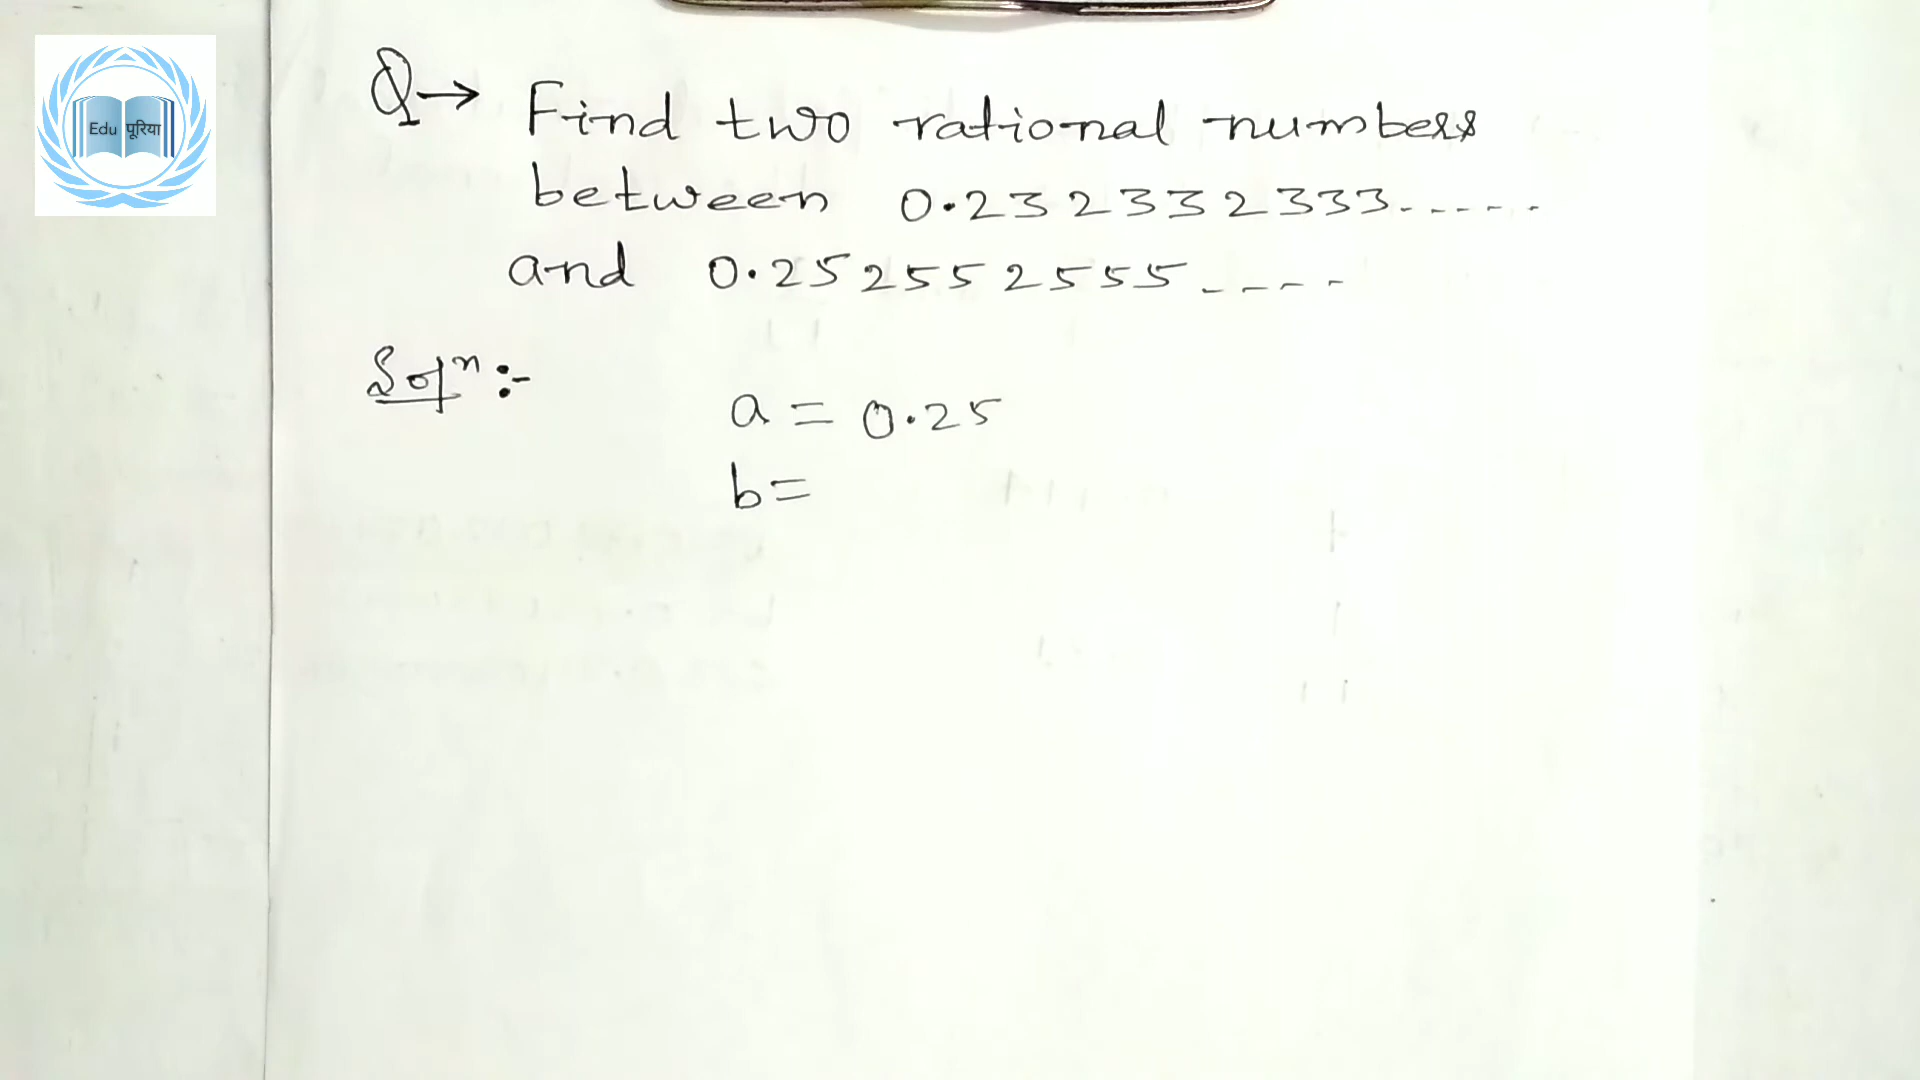 Edu पूरिया
Q→ Find two rational numbers
between 0.232332333.....
and 0.252552555....
Solⁿ:-
a = 0.25
b=